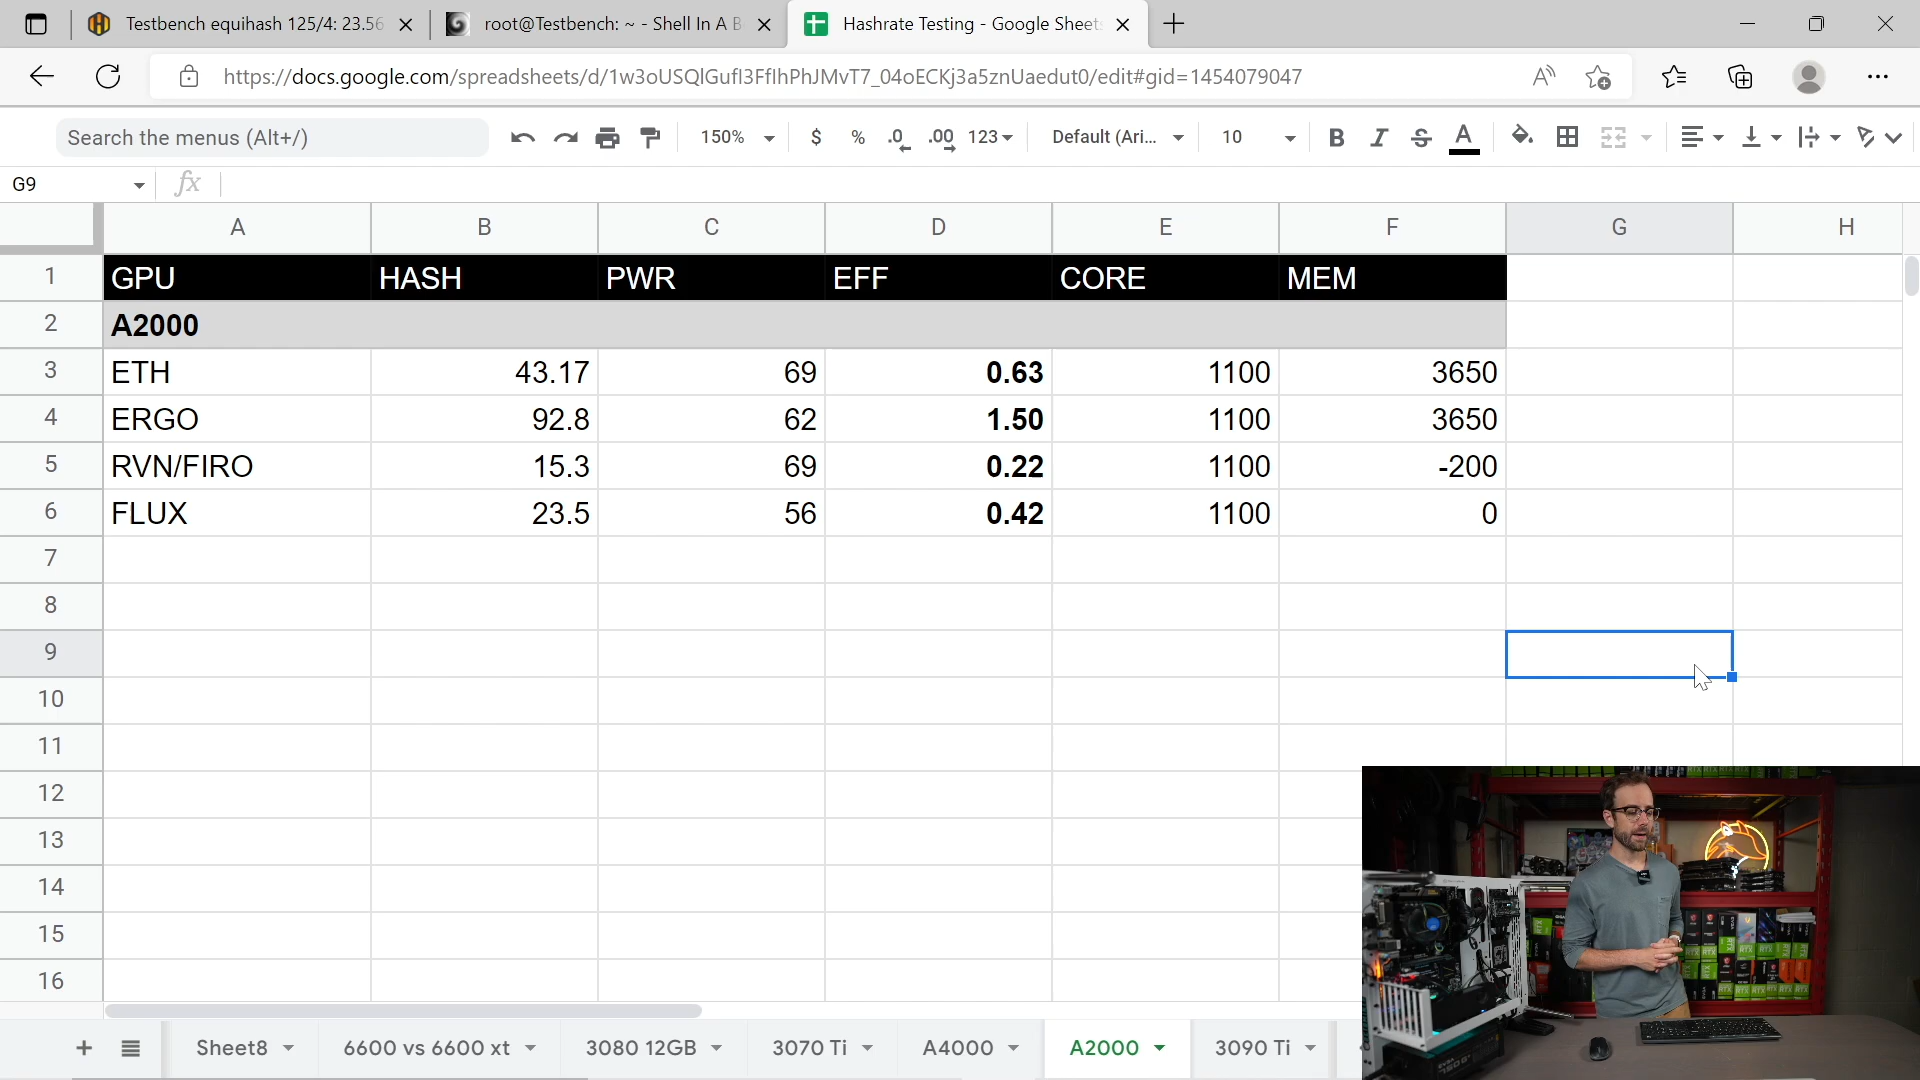 Testbench equihash 125/4: 23.56
root@Testbench: ~ - Shell In A B
Hashrate Testing - Google Sheets
https://docs.google.com/spreadsheets/d/1w3oUSQlGufl3FflhPhJMvT7_04oECKj3a5znUaedut0/edit#gid=1454079047
Search the menus (Alt+/)
150%
$ % .0 .00 123
Default (Ari...
10
B I S A
G9
fx
A B C D E F G H
1 GPU HASH PWR EFF CORE MEM
2 A2000
3 ETH 43.17 69 0.63 1100 3650
4 ERGO 92.8 62 1.50 1100 3650
5 RVN/FIRO 15.3 69 0.22 1100 -200
6 FLUX 23.5 56 0.42 1100 0
7
8
9
10
11
12
13
14
15
16
+ Sheet8 6600 vs 6600 xt 3080 12GB 3070 Ti A4000 A2000 3090 Ti